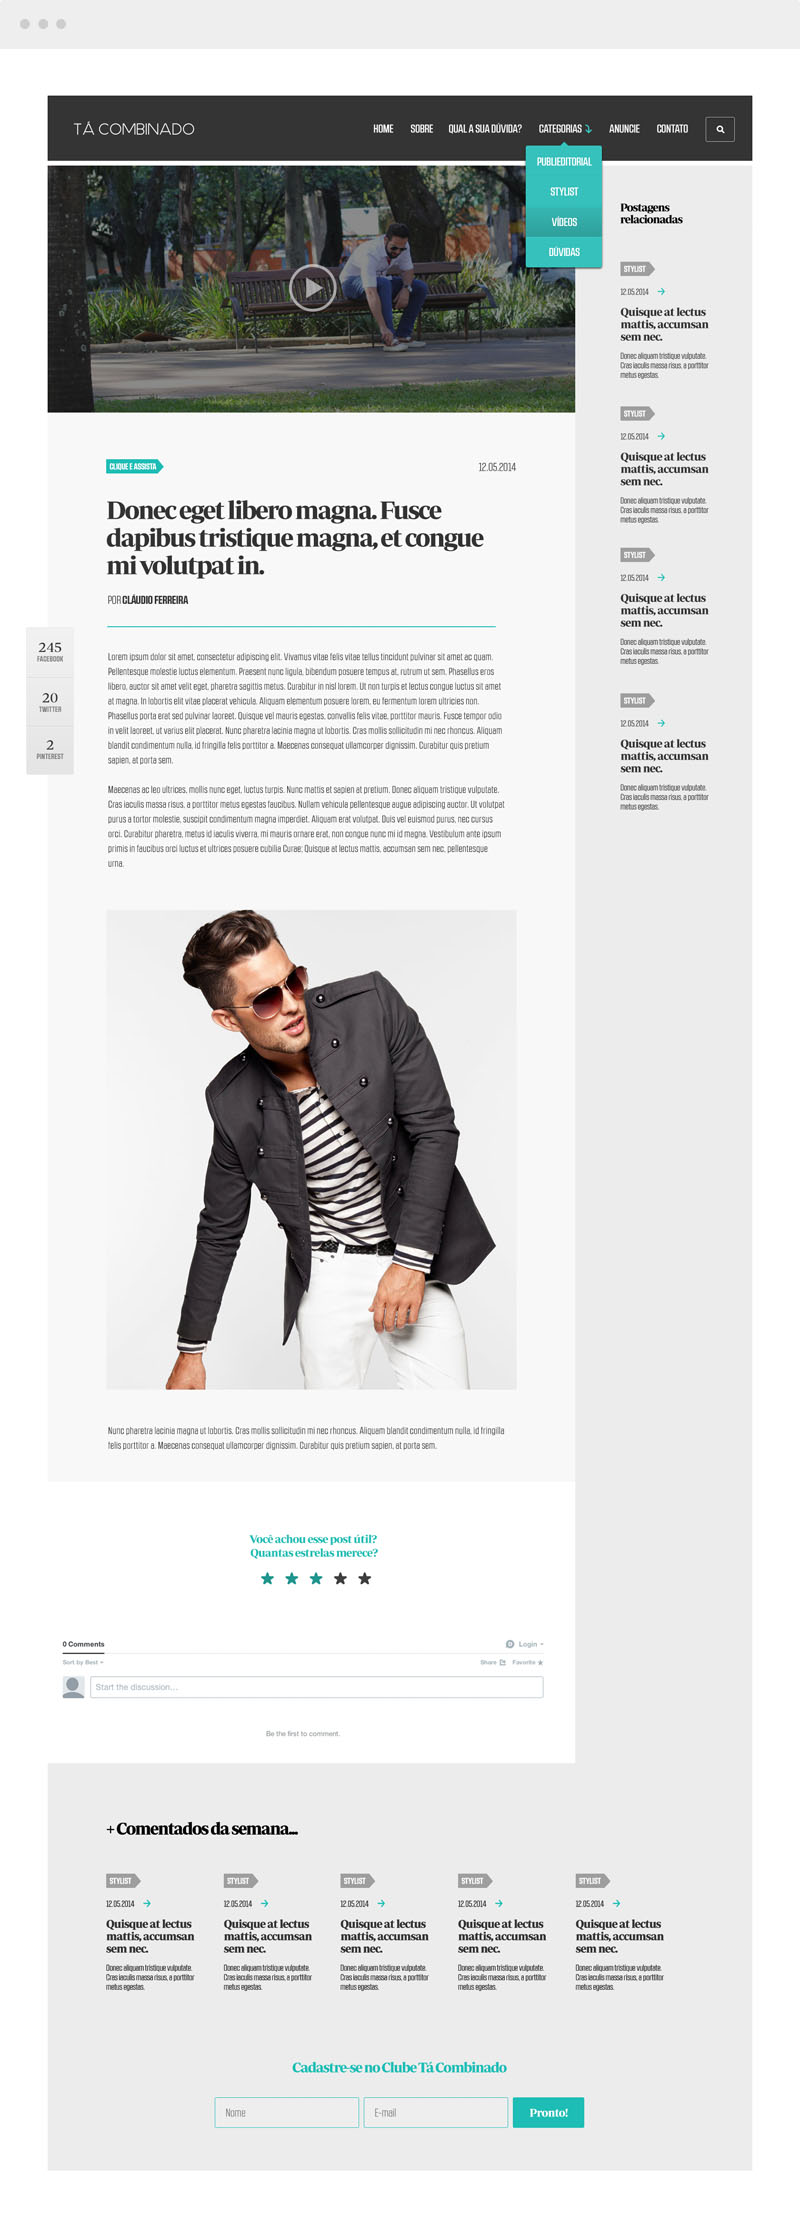 TÁ COMBINADO
HOME SOBRE QUAL A SUA DÚVIDA? CATEGORIAS ANUNCIE CONTATO
PUBLIEDITORIAL
STYLIST
VÍDEOS
DÚVIDAS
CLIQUE E ASSISTA
12.05.2014
Donec eget libero magna. Fusce
dapibus tristique magna, et congue
mi volutpat in.
POR CLÁUDIO FERREIRA
245
FACEBOOK
20
TWITTER
2
PINTEREST
Lorem ipsum dolor sit amet, consectetur adipiscing elit. Vivamus vitae felis vitae tellus tincidunt pulvinar sit amet ac quam.
Pellentesque molestie luctus elementum. Praesent nunc ligula, bibendum posuere tempus at, rutrum ut sem. Phasellus eros
libero, auctor sit amet velit eget, pharetra sagittis metus. Curabitur in nisl lorem. Ut non turpis et lectus congue luctus sit amet
at magna. In lobortis elit vitae placerat vehicula. Aliquam elementum posuere lorem, eu fermentum lorem ultricies non.
Phasellus porta erat sed pulvinar laoreet. Quisque vel mauris egestas, convallis felis vitae, porttitor mauris. Fusce tempor odio
in velit laoreet, ut varius elit placerat. Nunc pharetra lacinia magna ut lobortis. Cras mollis sollicitudin mi nec rhoncus. Aliquam
blandit condimentum nulla, id fringilla felis porttitor a. Maecenas consequat ullamcorper dignissim. Curabitur quis pretium
sapien, at porta sem.
Maecenas ac leo ultrices, mollis nunc eget, luctus turpis. Nunc mattis et sapien at pretium. Donec aliquam tristique vulputate.
Cras iaculis massa risus, a porttitor metus egestas faucibus. Nullam vehicula pellentesque augue adipiscing auctor. Ut volutpat
purus a tortor molestie, suscipit condimentum magna imperdiet. Aliquam erat volutpat. Duis vel euismod purus, nec cursus
orci. Curabitur pharetra, metus id iaculis viverra, mi mauris ornare erat, non congue nunc mi id magna. Vestibulum ante ipsum
primis in faucibus orci luctus et ultrices posuere cubilia Curae; Quisque at lectus mattis, accumsan sem nec, pellentesque
urna.
Nunc pharetra lacinia magna ut lobortis. Cras mollis sollicitudin mi nec rhoncus. Aliquam blandit condimentum nulla, id fringilla
felis porttitor a. Maecenas consequat ullamcorper dignissim. Curabitur quis pretium sapien, at porta sem.
Postagens
relacionadas
STYLIST
12.05.2014
Quisque at lectus
mattis, accumsan
sem nec.
Donec aliquam tristique vulputate.
Cras iaculis massa risus, a porttitor
metus egestas.
STYLIST
12.05.2014
Quisque at lectus
mattis, accumsan
sem nec.
Donec aliquam tristique vulputate.
Cras iaculis massa risus, a porttitor
metus egestas.
STYLIST
12.05.2014
Quisque at lectus
mattis, accumsan
sem nec.
Donec aliquam tristique vulputate.
Cras iaculis massa risus, a porttitor
metus egestas.
STYLIST
12.05.2014
Quisque at lectus
mattis, accumsan
sem nec.
Donec aliquam tristique vulputate.
Cras iaculis massa risus, a porttitor
metus egestas.
Você achou esse post útil?
Quantas estrelas merece?
0 Comments
Login
Sort by Best
Share Favorite
Start the discussion...
Be the first to comment.
+ Comentados da semana...
STYLIST
12.05.2014
Quisque at lectus
mattis, accumsan
sem nec.
Donec aliquam tristique vulputate.
Cras iaculis massa risus, a porttitor
metus egestas.
STYLIST
12.05.2014
Quisque at lectus
mattis, accumsan
sem nec.
Donec aliquam tristique vulputate.
Cras iaculis massa risus, a porttitor
metus egestas.
STYLIST
12.05.2014
Quisque at lectus
mattis, accumsan
sem nec.
Donec aliquam tristique vulputate.
Cras iaculis massa risus, a porttitor
metus egestas.
STYLIST
12.05.2014
Quisque at lectus
mattis, accumsan
sem nec.
Donec aliquam tristique vulputate.
Cras iaculis massa risus, a porttitor
metus egestas.
STYLIST
12.05.2014
Quisque at lectus
mattis, accumsan
sem nec.
Donec aliquam tristique vulputate.
Cras iaculis massa risus, a porttitor
metus egestas.
Cadastre-se no Clube Tá Combinado
Nome
E-mail
Pronto!